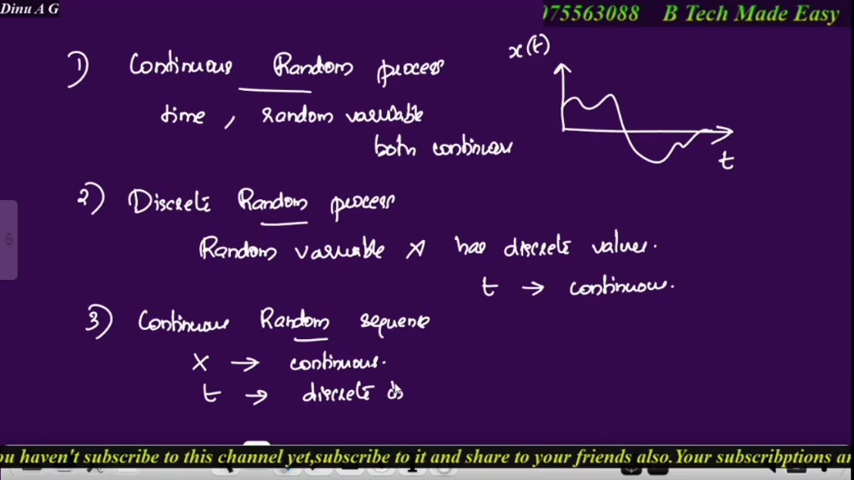 Dinu A G
075563088 B Tech Made Easy
1) Continuous Random process
time, random variable
both continuous
x(t)
t
2) Discrete Random process
Random variable X has discrete values.
t → continuous.
3) Continuous Random sequence
X → continuous.
t → discrete
ou haven't subscribe to this channel yet,subscribe to it and share to your friends also.Your subscribptions ar